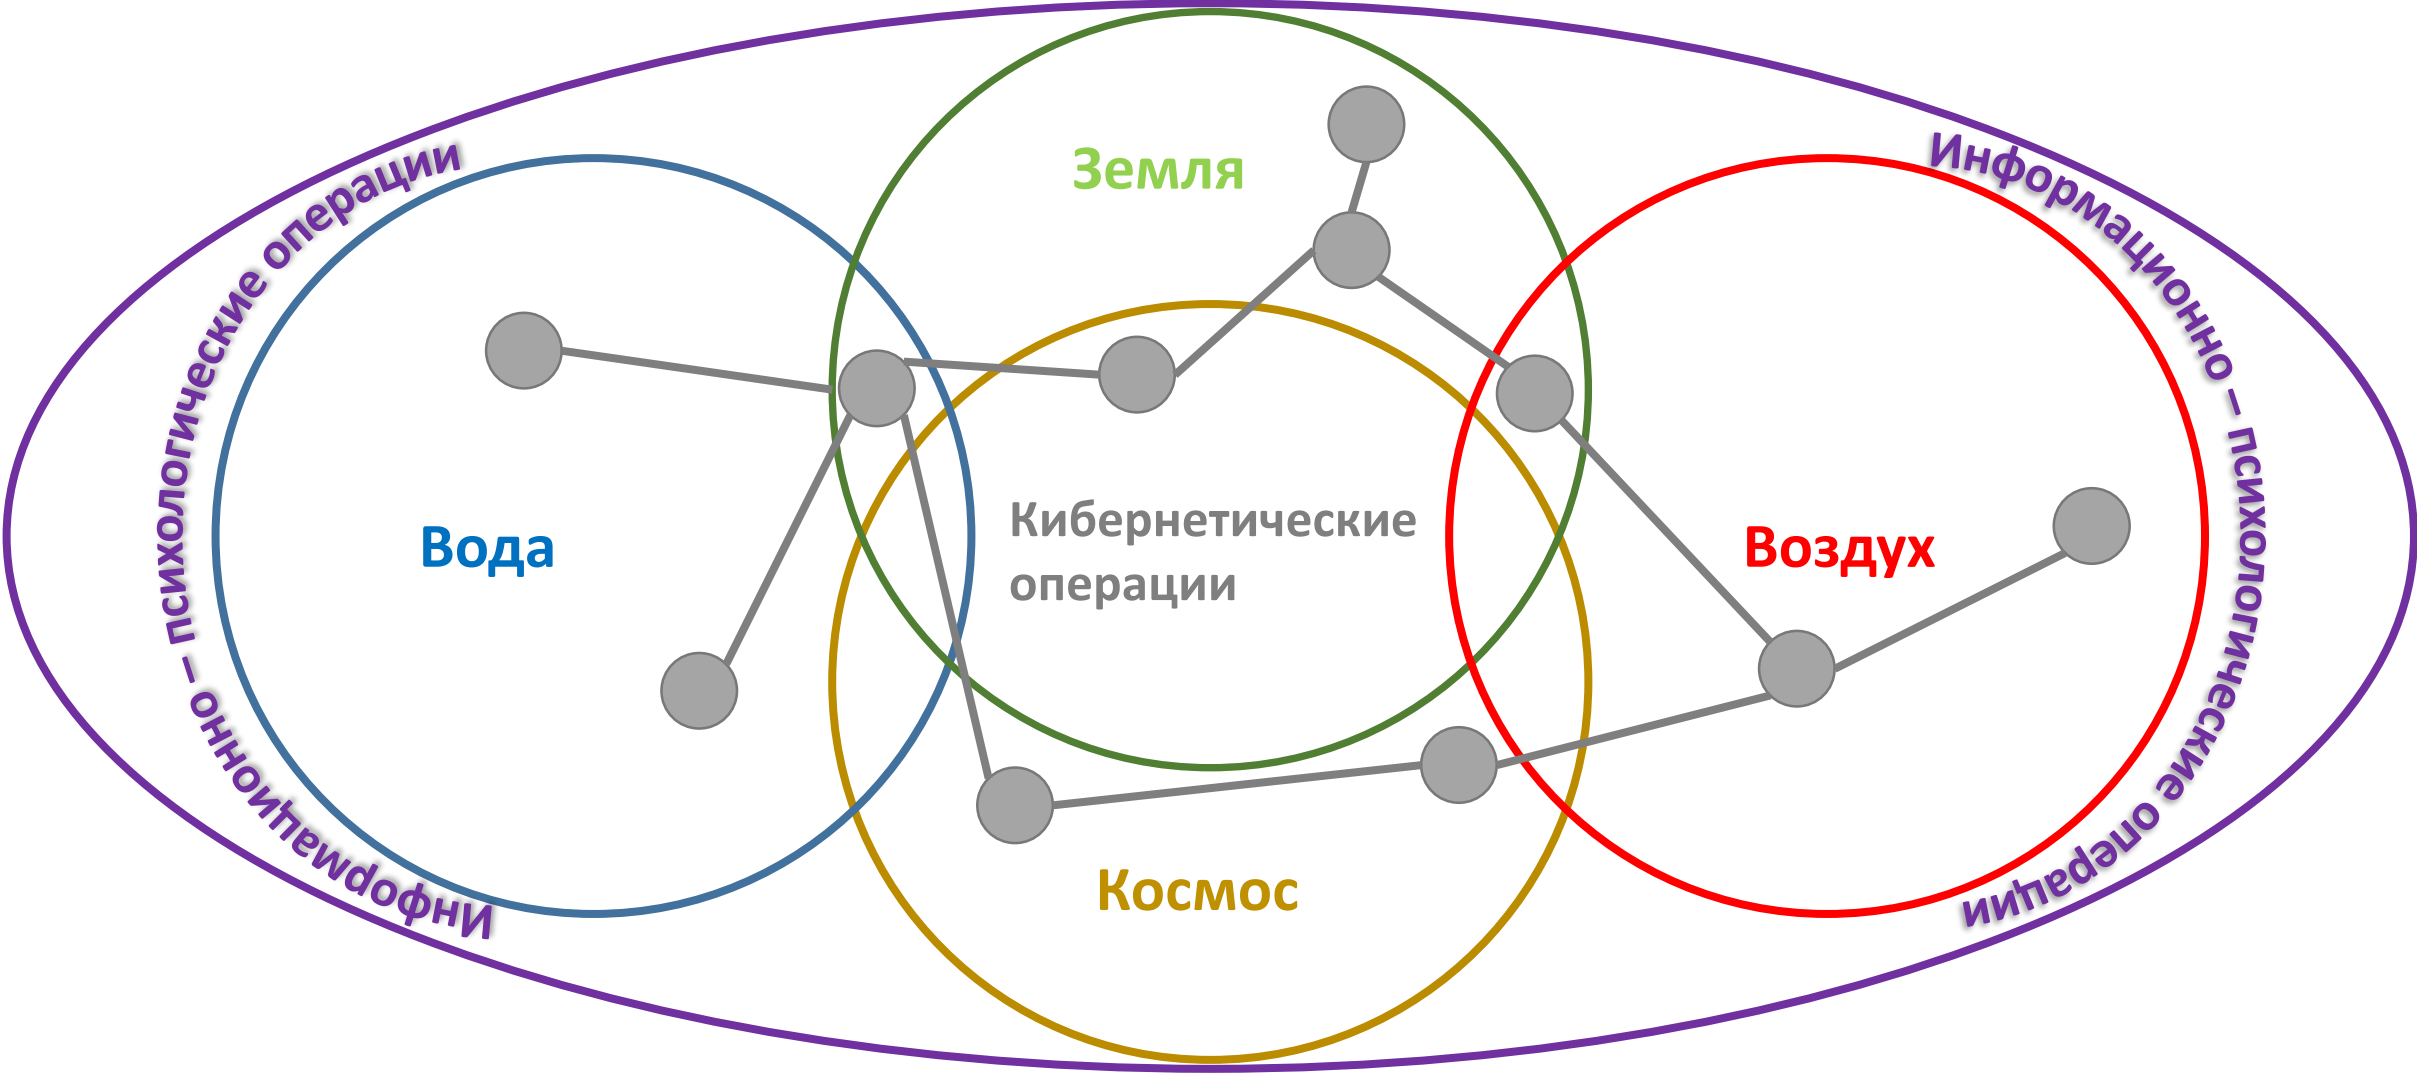 Информационно – психологические операции
Земля
Информационно – психологические операции
Вода
Кибернетические
операции
Воздух
Космос